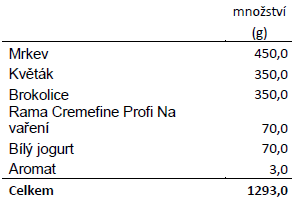 množství
(g)
Mrkev 450,0
Květák 350,0
Brokolice 350,0
Rama Cremefine Profi Na
vaření 70,0
Bílý jogurt 70,0
Aromat 3,0
Celkem 1293,0